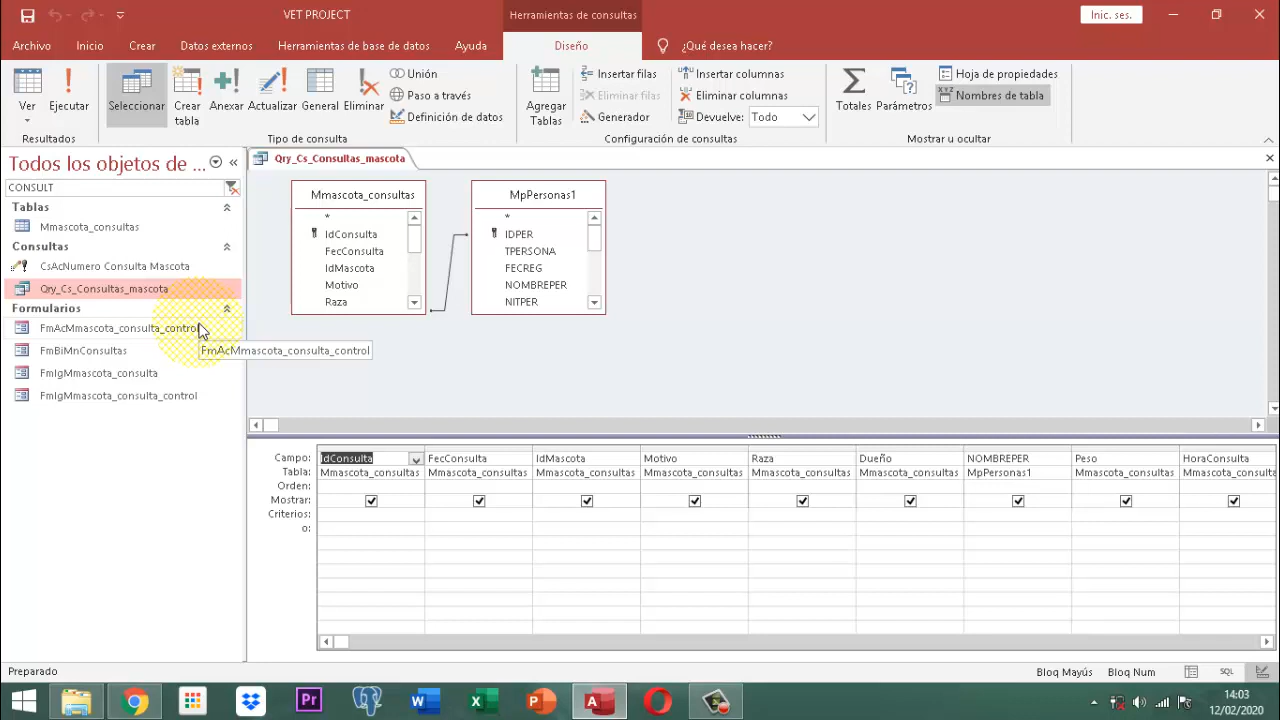 VET PROJECT
Herramientas de consultas
Inic. ses.
Archivo Inicio Crear Datos externos Herramientas de base de datos Ayuda Diseño ¿Qué desea hacer?
Ver Ejecutar Seleccionar Crear tabla Anexar Actualizar General Eliminar
Unión
Paso a través
Definición de datos
Agregar Tablas
Insertar filas
Eliminar filas
Generador
Insertar columnas
Eliminar columnas
Devuelve: Todo
Totales Parámetros
Hoja de propiedades
XYZ Nombres de tabla
Resultados Tipo de consulta Configuración de consultas Mostrar u ocultar
Todos los objetos de ...
CONSULT
Tablas
Mmascota_consultas
Consultas
CsAcNumero Consulta Mascota
Qry_Cs_Consultas_mascota
Formularios
FmAcMmascota_consulta_control
FmAcMmascota_consulta_control
FmBiMnConsultas
FmIgMmascota_consulta
FmIgMmascota_consulta_control
Qry_Cs_Consultas_mascota
Mmascota_consultas
*
IdConsulta
FecConsulta
IdMascota
Motivo
Raza
MpPersonas1
*
IDPER
TPERSONA
FECREG
NOMBREPER
NITPER
Campo: IdConsulta FecConsulta IdMascota Motivo Raza Dueño NOMBREPER Peso HoraConsulta
Tabla: Mmascota_consultas Mmascota_consultas Mmascota_consultas Mmascota_consultas Mmascota_consultas Mmascota_consultas MpPersonas1 Mmascota_consultas Mmascota_consulta
Orden:
Mostrar:
Criterios:
o:
Preparado
Bloq Mayús Bloq Num SQL
Pr
14:03
12/02/2020